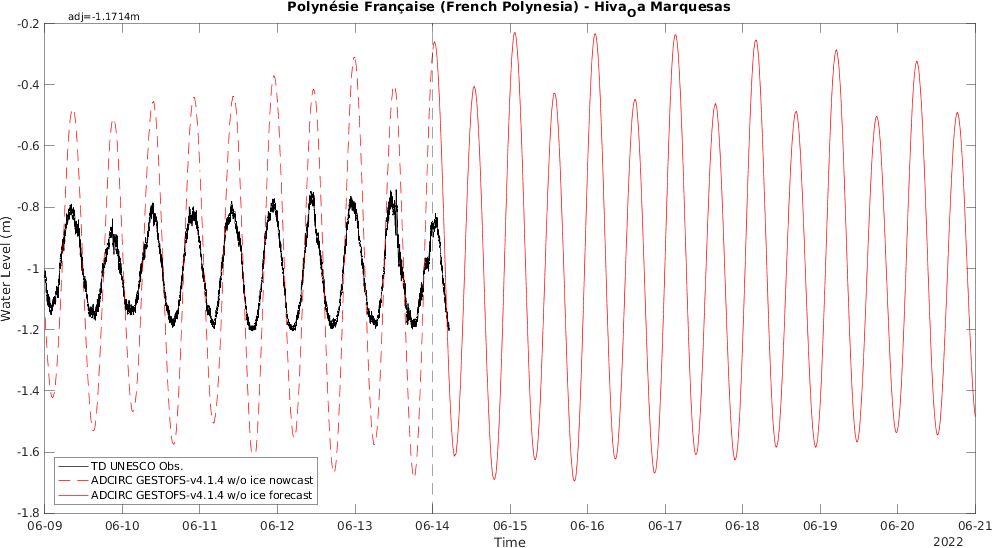 Polynésie Française (French Polynesia) - Hiva_Oa Marquesas
adj=-1.1714m
-0.2
-0.4
-0.6
-0.8
-1
-1.2
-1.4
-1.6
-1.8
Water Level (m)
TD UNESCO Obs.
ADCIRC GESTOFS-v4.1.4 w/o ice nowcast
ADCIRC GESTOFS-v4.1.4 w/o ice forecast
06-09 06-10 06-11 06-12 06-13 06-14 06-15 06-16 06-17 06-18 06-19 06-20 06-21
Time
2022